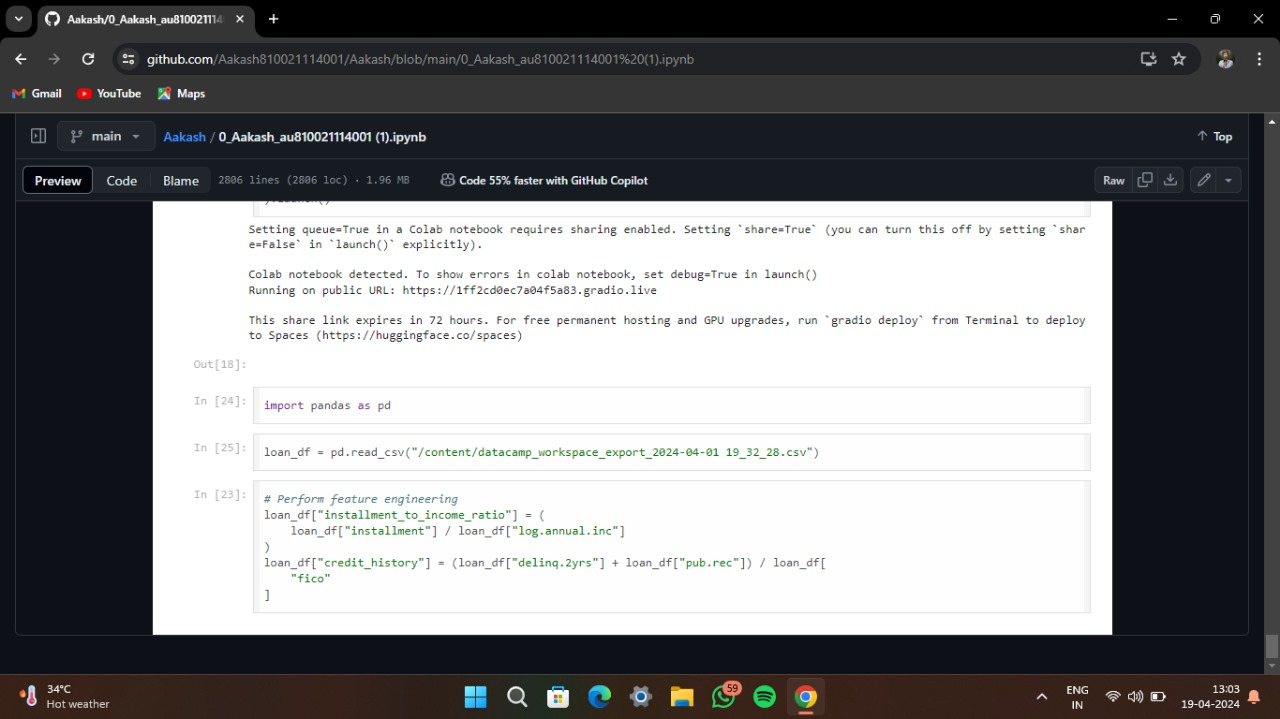 Aakash/0_Aakash_au8100211140
github.com/Aakash810021114001/Aakash/blob/main/0_Aakash_au810021114001%20(1).ipynb
Gmail YouTube Maps
main Aakash / 0_Aakash_au810021114001 (1).ipynb Top
Preview Code Blame 2806 lines (2806 loc) · 1.96 MB Code 55% faster with GitHub Copilot Raw
).launch()
Setting queue=True in a Colab notebook requires sharing enabled. Setting `share=True` (you can turn this off by setting `shar
e=False` in `launch()` explicitly).
Colab notebook detected. To show errors in colab notebook, set debug=True in launch()
Running on public URL: https://1ff2cd0ec7a04f5a83.gradio.live
This share link expires in 72 hours. For free permanent hosting and GPU upgrades, run `gradio deploy` from Terminal to deploy
to Spaces (https://huggingface.co/spaces)
Out[18]:
In [24]: import pandas as pd
In [25]: loan_df = pd.read_csv("/content/datacamp_workspace_export_2024-04-01 19_32_28.csv")
In [23]: # Perform feature engineering
loan_df["installment_to_income_ratio"] = (
loan_df["installment"] / loan_df["log.annual.inc"]
)
loan_df["credit_history"] = (loan_df["delinq.2yrs"] + loan_df["pub.rec"]) / loan_df[
"fico"
]
34°C
Hot weather
59
ENG
IN
13:03
19-04-2024